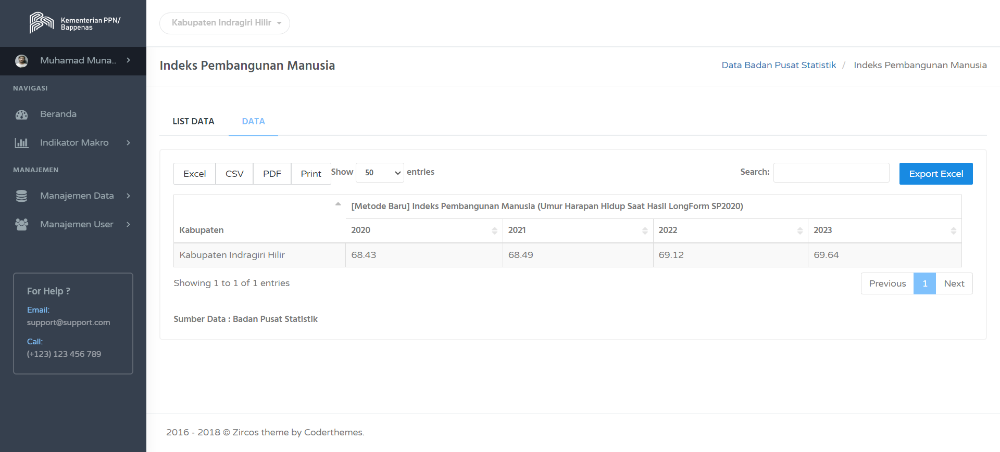 Kementerian PPN/
Bappenas
Muhamad Muna..
NAVIGASI
Beranda
Indikator Makro
MANAJEMEN
Manajemen Data
Manajemen User
For Help ?
Email:
support@support.com
Call:
(+123) 123 456 789
Kabupaten Indragiri Hilir
Indeks Pembangunan Manusia
Data Badan Pusat Statistik / Indeks Pembangunan Manusia
LIST DATA DATA
Excel CSV PDF Print Show 50 entries Search: Export Excel
[Metode Baru] Indeks Pembangunan Manusia (Umur Harapan Hidup Saat Hasil LongForm SP2020)
Kabupaten 2020 2021 2022 2023
Kabupaten Indragiri Hilir 68.43 68.49 69.12 69.64
Showing 1 to 1 of 1 entries
Previous 1 Next
Sumber Data : Badan Pusat Statistik
2016 - 2018 © Zircos theme by Coderthemes.